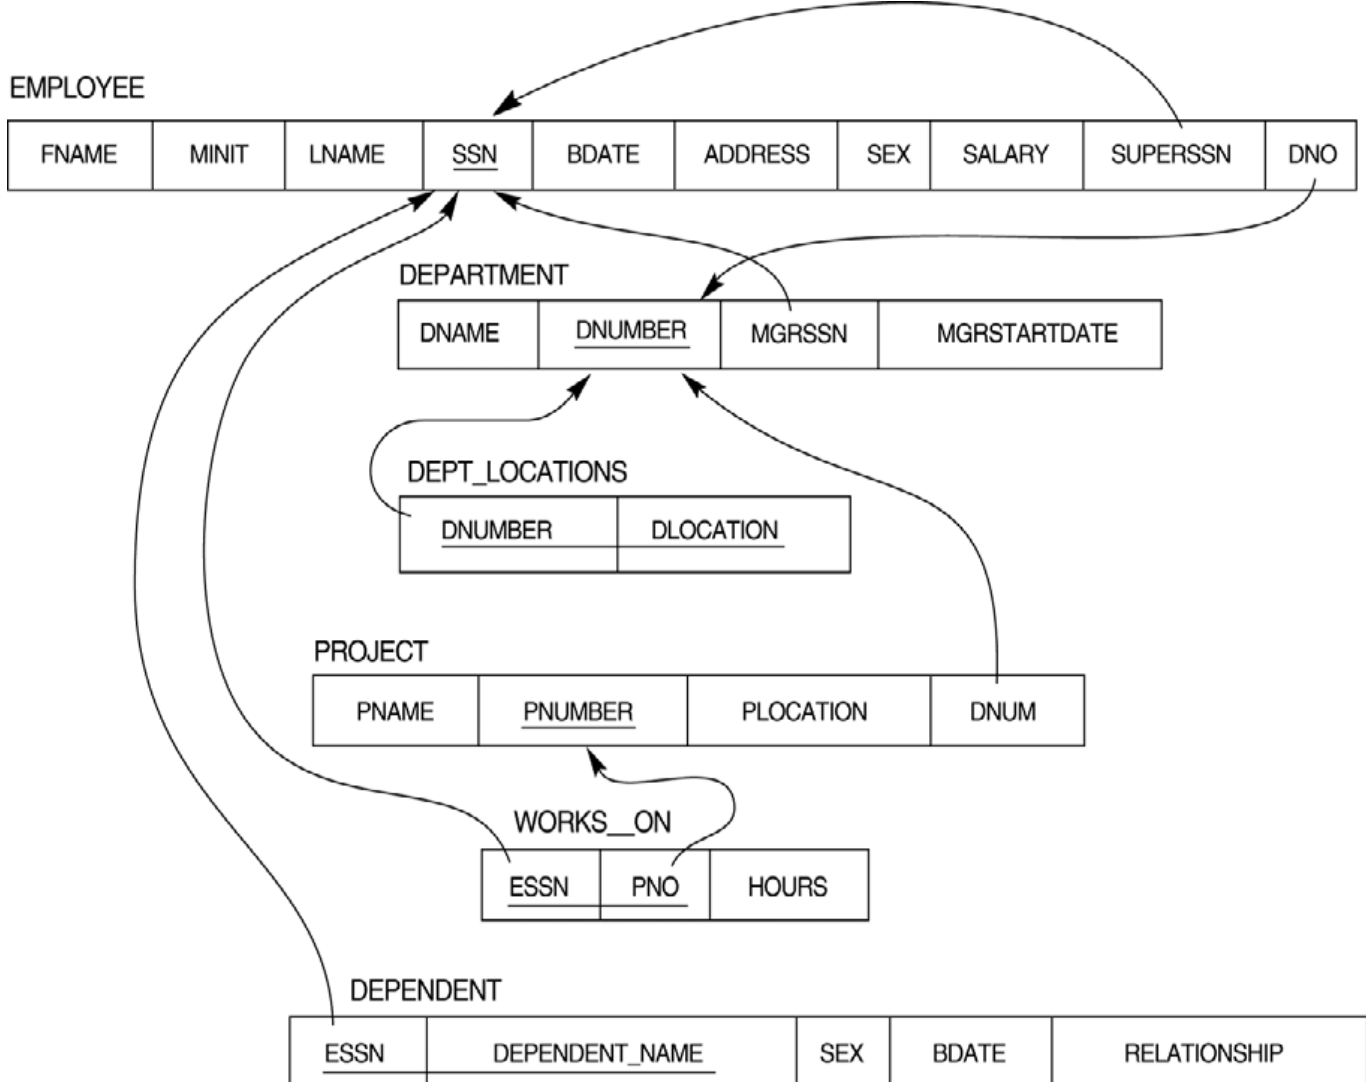 EMPLOYEE
FNAME MINIT LNAME SSN BDATE ADDRESS SEX SALARY SUPERSSN DNO
DEPARTMENT
DNAME DNUMBER MGRSSN MGRSTARTDATE
DEPT_LOCATIONS
DNUMBER DLOCATION
PROJECT
PNAME PNUMBER PLOCATION DNUM
WORKS__ON
ESSN PNO HOURS
DEPENDENT
ESSN DEPENDENT_NAME SEX BDATE RELATIONSHIP